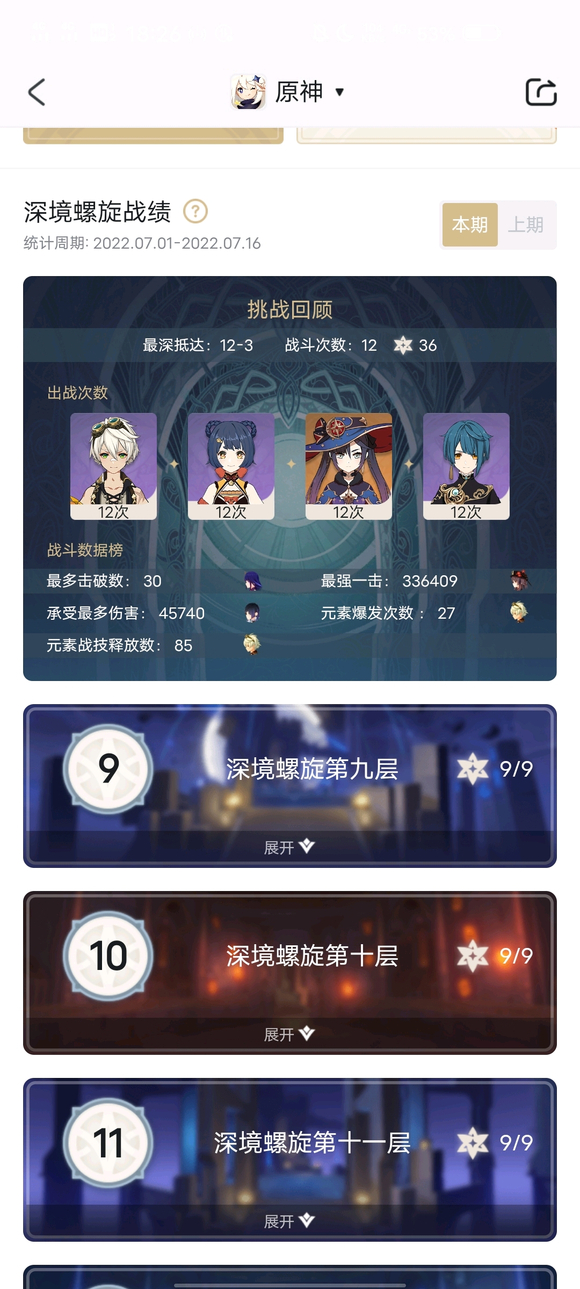 原神 ▼
深境螺旋战绩 ?
统计周期: 2022.07.01-2022.07.16
本期 上期
挑战回顾
最深抵达：12-3 战斗次数：12 36
出战次数
12次 12次 12次 12次
战斗数据榜
最多击破数： 30 最强一击： 336409
承受最多伤害： 45740 元素爆发次数： 27
元素战技释放数： 85
9 深境螺旋第九层 9/9
展开
10 深境螺旋第十层 9/9
展开
11 深境螺旋第十一层 9/9
展开